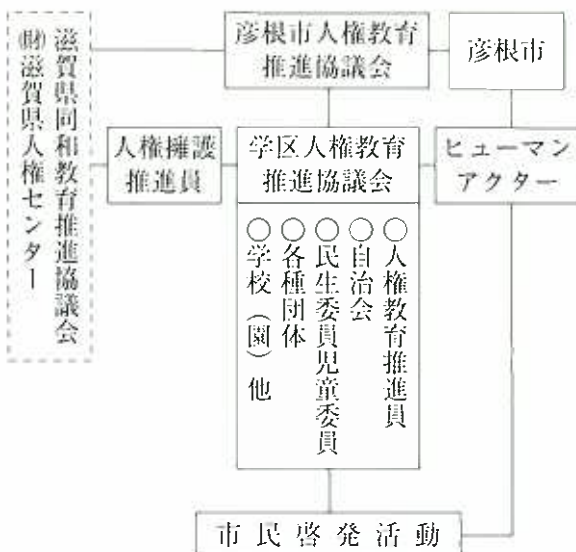 彦根市人権教育
推進協議会
彦根市
滋賀県同和教育推進協議会
㈶滋賀県人権センター
人権擁護
推進員
学区人権教育
推進協議会
ヒューマン
アクター
○人権教育推進員
○自治会
○民生委員児童委員
○各種団体
○学校(園)他
市民啓発活動